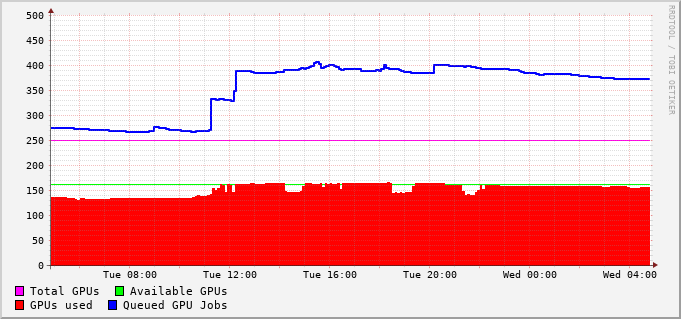 500
450
400
350
300
250
200
150
100
50
0
Tue 08:00 Tue 12:00 Tue 16:00 Tue 20:00 Wed 00:00 Wed 04:00
Total GPUs Available GPUs
GPUs used Queued GPU Jobs
RRDTOOL / TOBI OETIKER